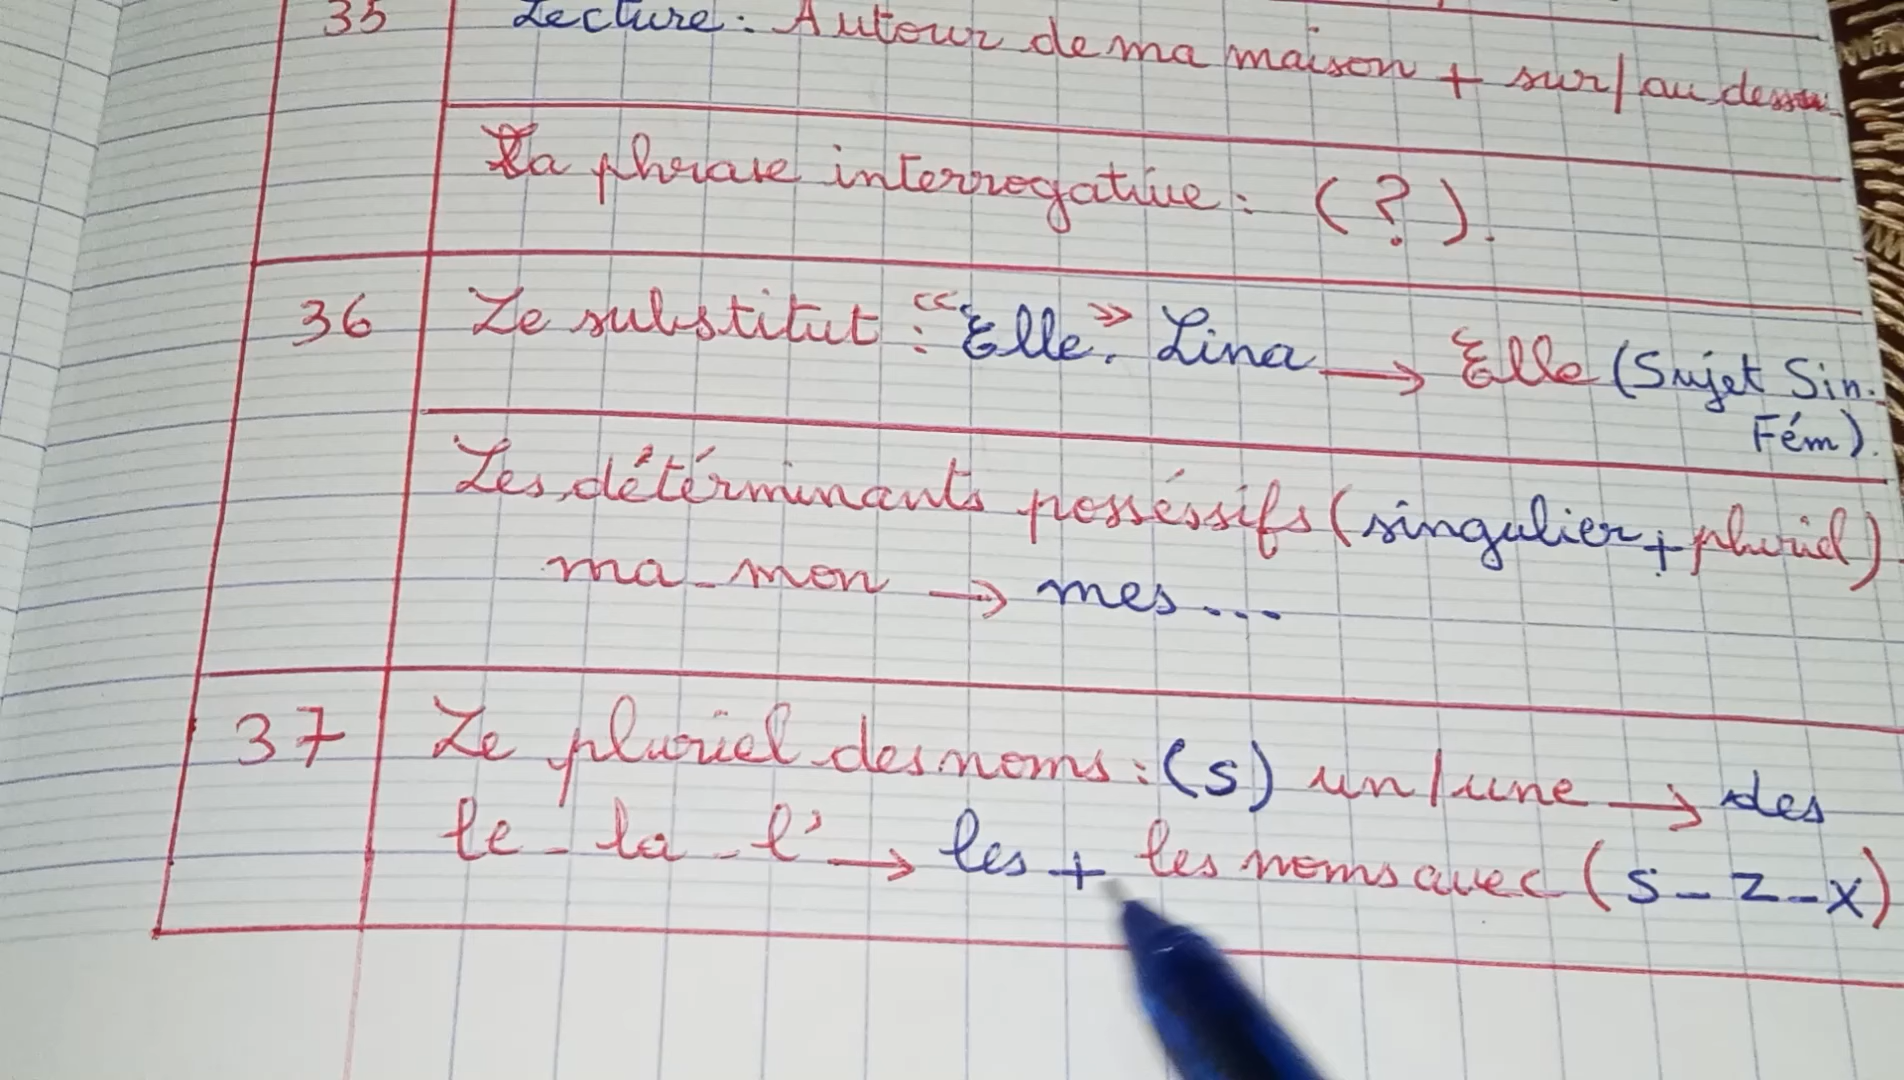 35
Lecture: Autour de ma maison + sur/au dessu
La phrase interrogative: (?).
36
Le substitut: "Elle". Lina → Elle (Sujet Sin.
Fém).
Les détérminants posséssifs (singulier + pluriel)
ma - mon → mes...
37
Le pluriel des noms: (s) un/une → des
le - la - l' → les + les noms avec (s - z - x)